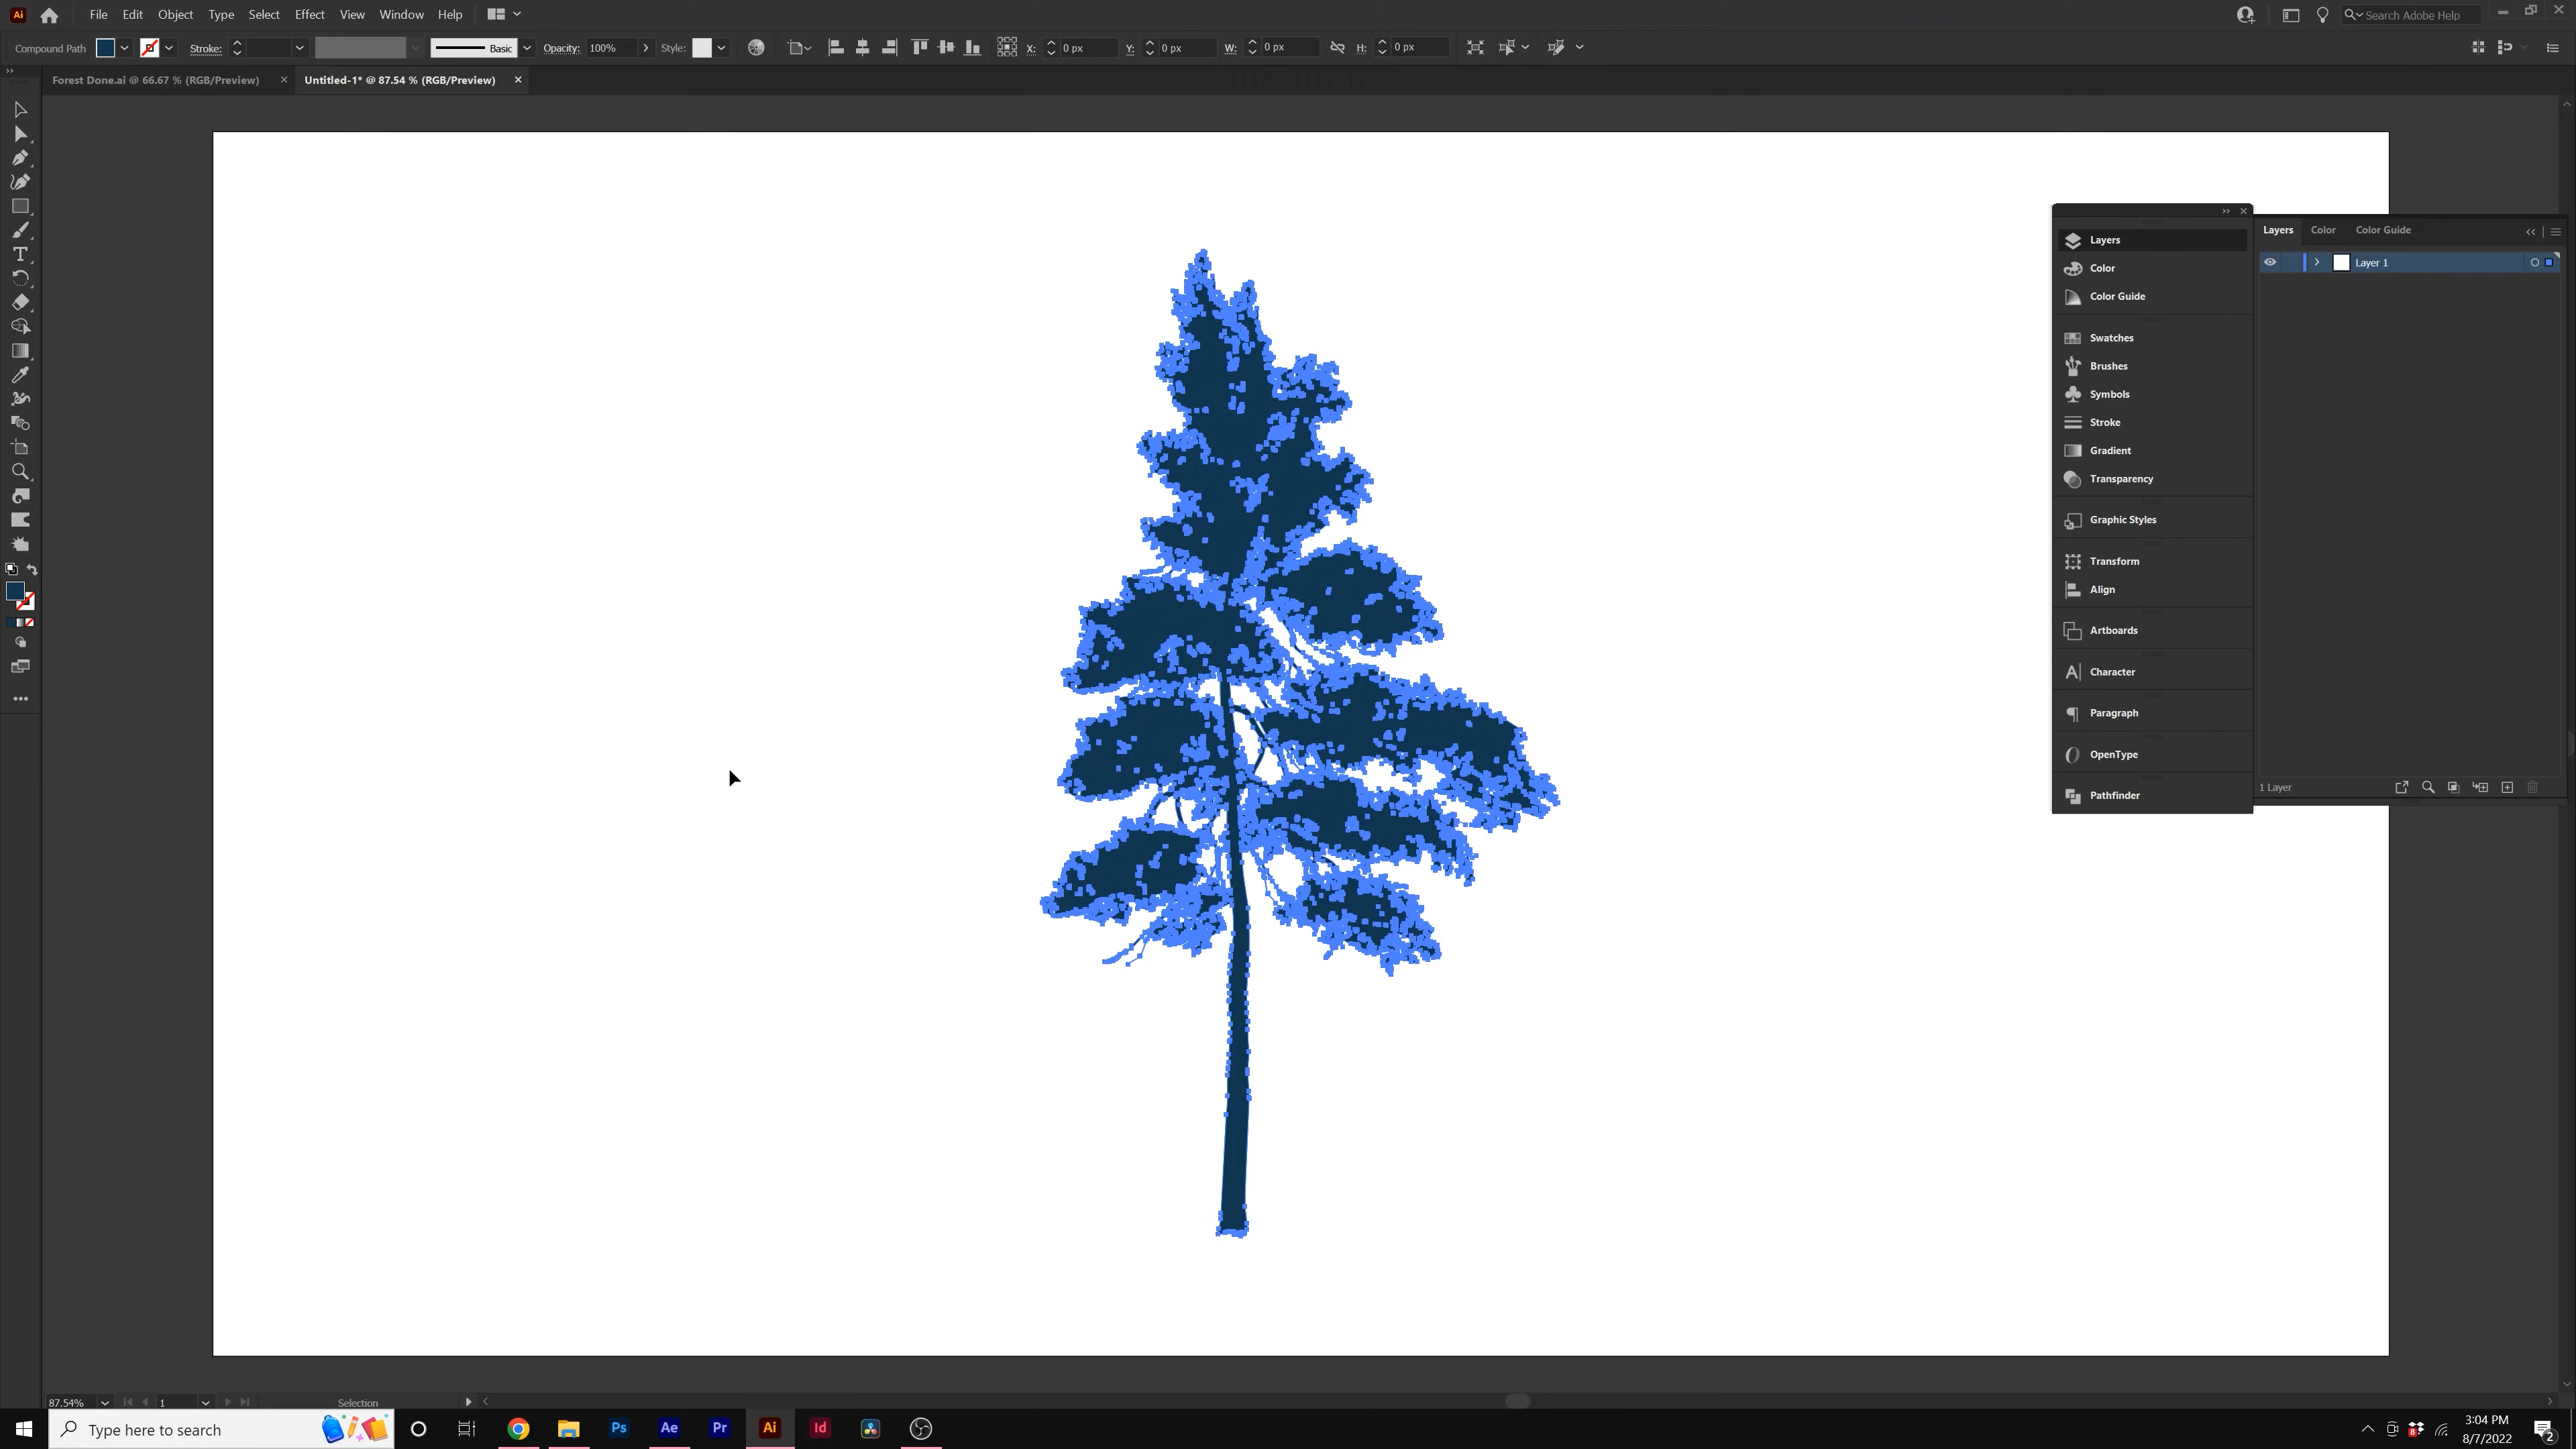 Ai File Edit Object Type Select Effect View Window Help Search Adobe Help
Compound Path Stroke: Basic Opacity: 100% Style: X: 0 px Y: 0 px W: 0 px H: 0 px
Forest Done.ai @ 66.67 % (RGB/Preview) Untitled-1* @ 87.54 % (RGB/Preview)
Layers
Color
Color Guide
Swatches
Brushes
Symbols
Stroke
Gradient
Transparency
Graphic Styles
Transform
Align
Artboards
Character
Paragraph
OpenType
Pathfinder
Layers Color Color Guide
Layer 1
1 Layer
87.54% 1 Selection
Type here to search Ps Ae Pr Ai Id 8 3:04 PM
8/7/2022 2